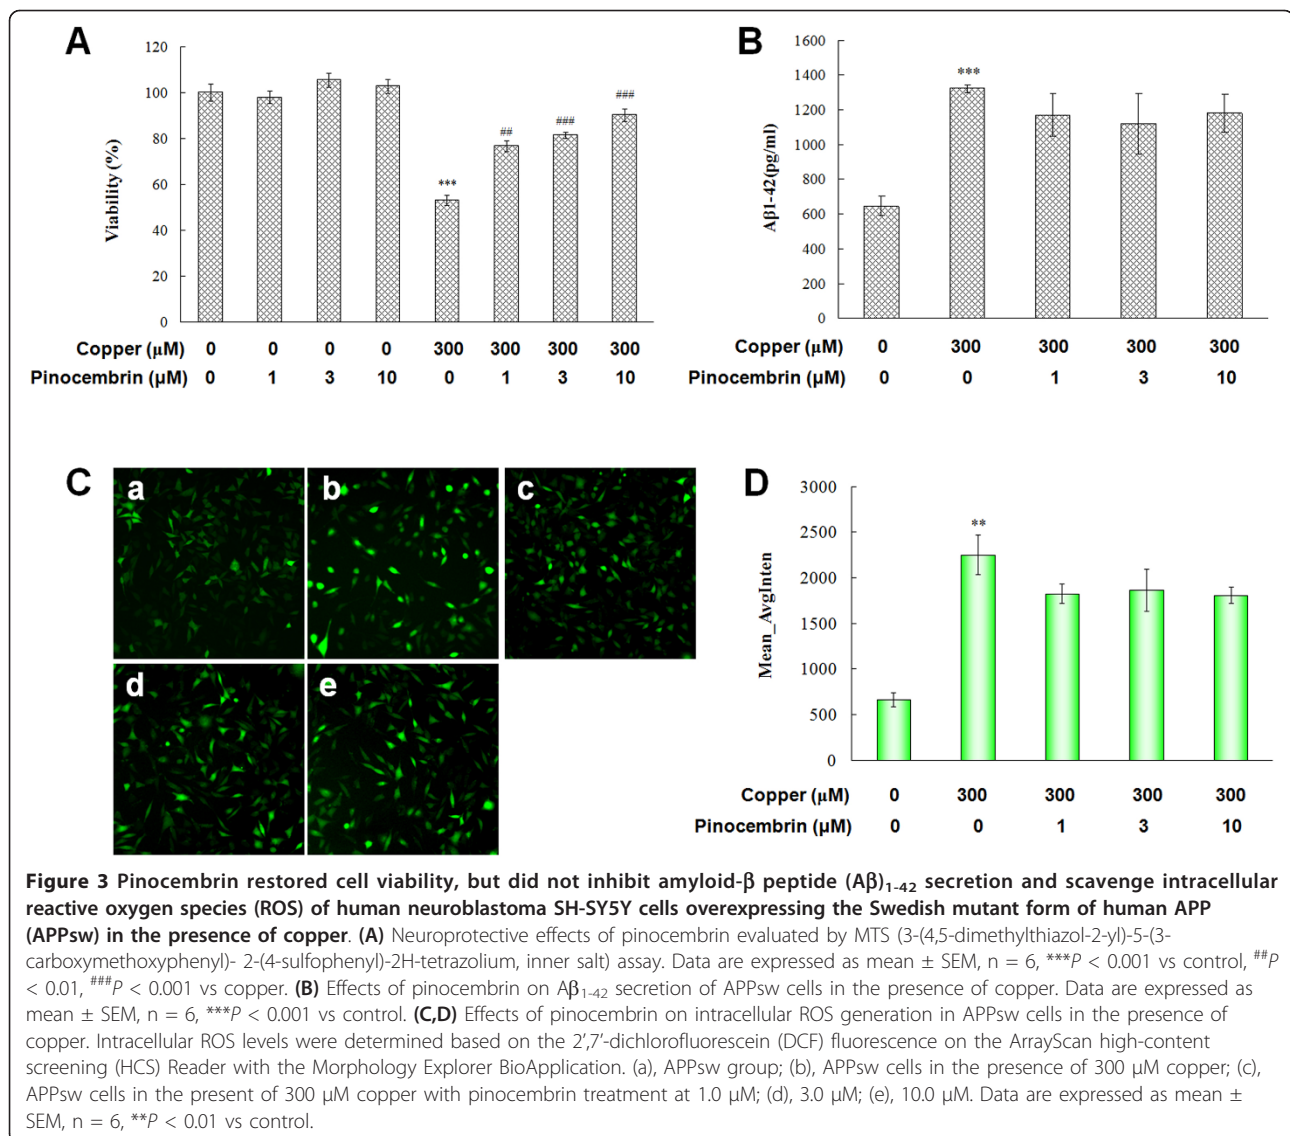 A
120
100
80
60
40
20
0
Viability (%)
***
##
###
###
Copper (µM) 0 0 0 0 300 300 300 300
Pinocembrin (µM) 0 1 3 10 0 1 3 10
B
1600
1400
1200
1000
800
600
400
200
0
Aβ1-42(pg/ml)
***
Copper (µM) 0 300 300 300 300
Pinocembrin (µM) 0 0 1 3 10
C
a
b
c
d
e
D
3000
2500
2000
1500
1000
500
0
Mean_AvgInten
**
Copper (µM) 0 300 300 300 300
Pinocembrin (µM) 0 0 1 3 10
Figure 3 Pinocembrin restored cell viability, but did not inhibit amyloid-β peptide (Aβ)1-42 secretion and scavenge intracellular
reactive oxygen species (ROS) of human neuroblastoma SH-SY5Y cells overexpressing the Swedish mutant form of human APP
(APPsw) in the presence of copper. (A) Neuroprotective effects of pinocembrin evaluated by MTS (3-(4,5-dimethylthiazol-2-yl)-5-(3-
carboxymethoxyphenyl)- 2-(4-sulfophenyl)-2H-tetrazolium, inner salt) assay. Data are expressed as mean ± SEM, n = 6, ***P < 0.001 vs control, ##P
< 0.01, ###P < 0.001 vs copper. (B) Effects of pinocembrin on Aβ1-42 secretion of APPsw cells in the presence of copper. Data are expressed as
mean ± SEM, n = 6, ***P < 0.001 vs control. (C,D) Effects of pinocembrin on intracellular ROS generation in APPsw cells in the presence of
copper. Intracellular ROS levels were determined based on the 2',7'-dichlorofluorescein (DCF) fluorescence on the ArrayScan high-content
screening (HCS) Reader with the Morphology Explorer BioApplication. (a), APPsw group; (b), APPsw cells in the presence of 300 µM copper; (c),
APPsw cells in the present of 300 µM copper with pinocembrin treatment at 1.0 µM; (d), 3.0 µM; (e), 10.0 µM. Data are expressed as mean ±
SEM, n = 6, **P < 0.01 vs control.